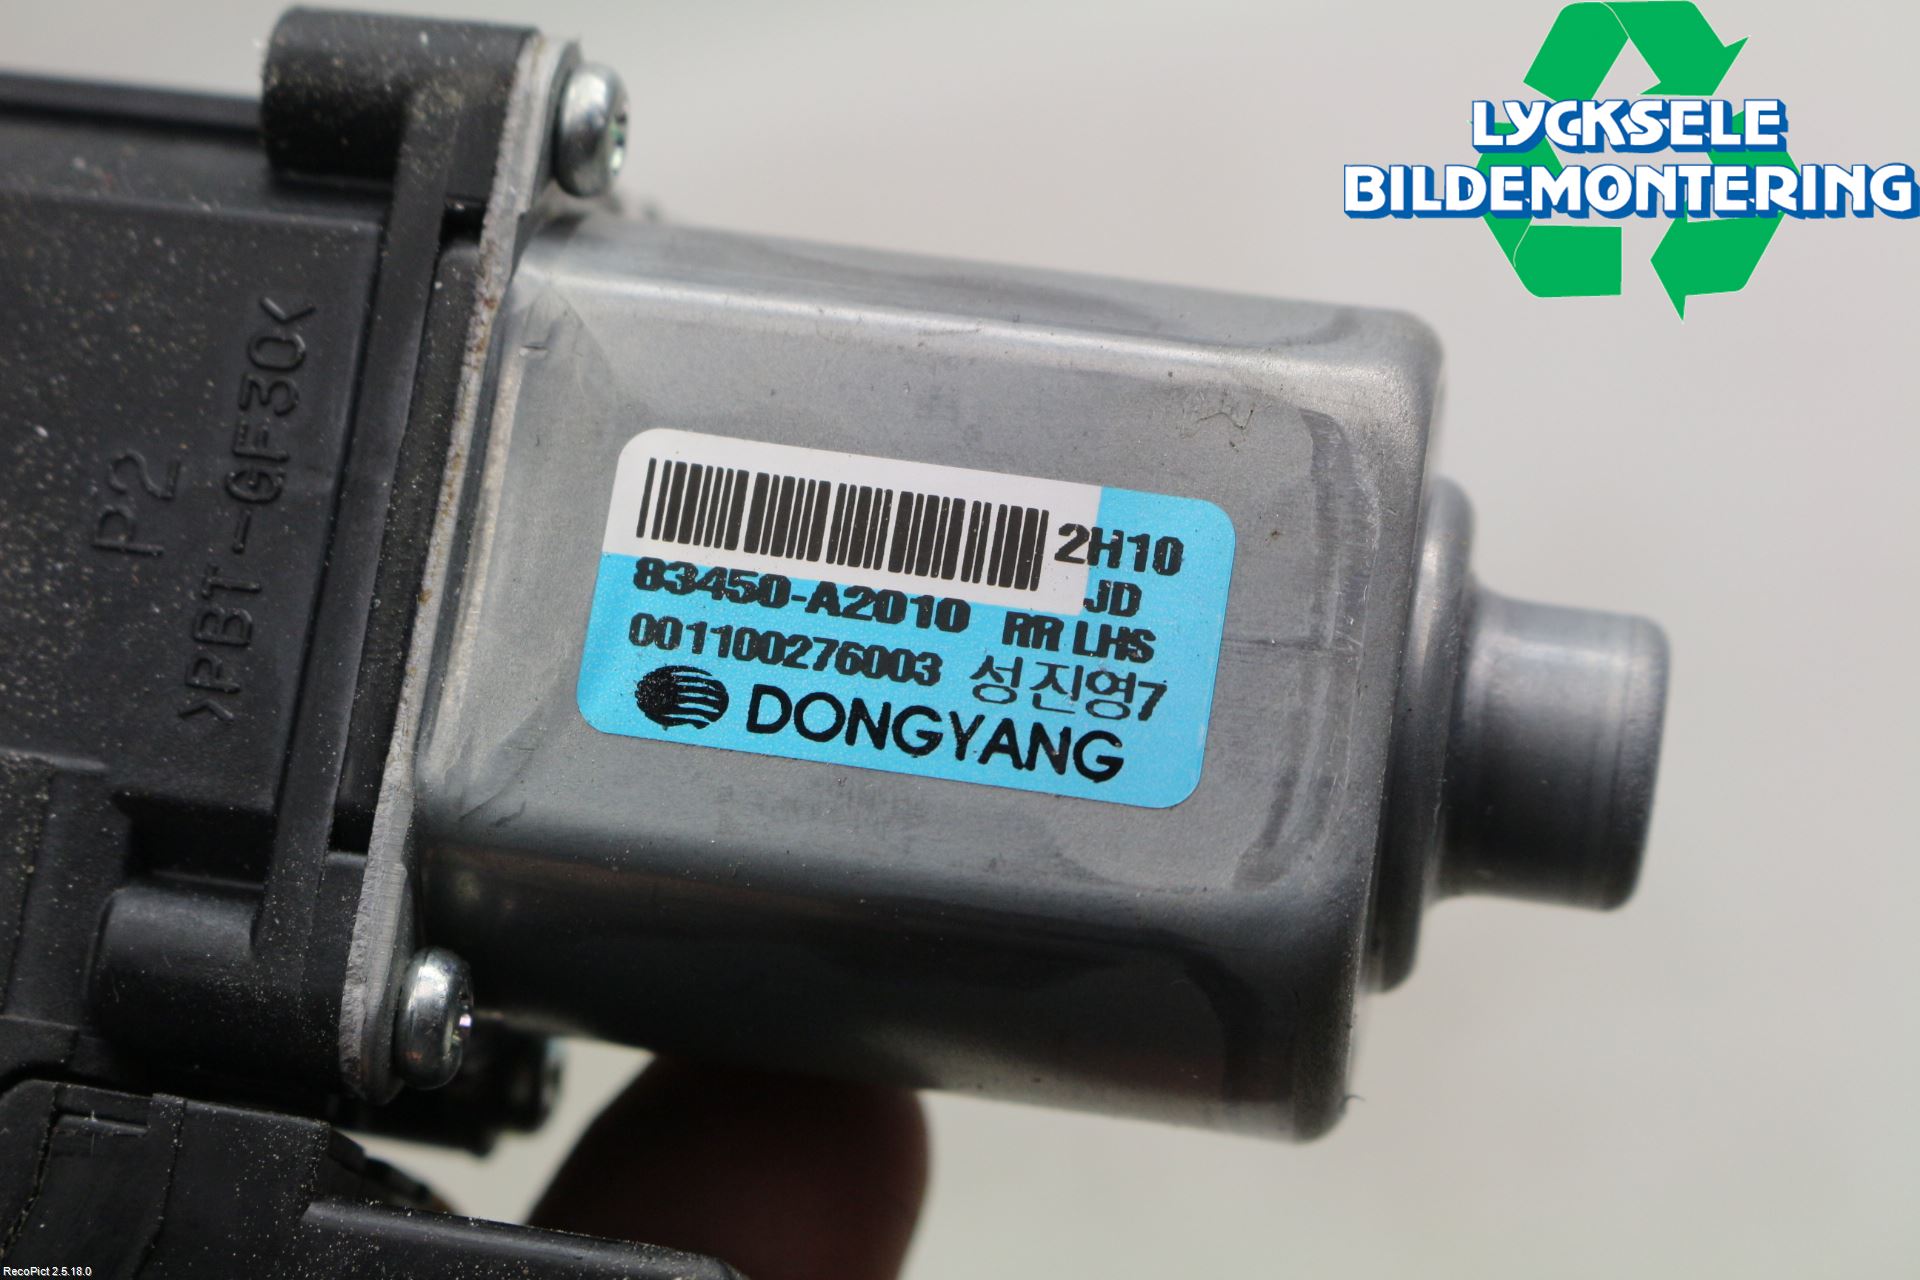 LYCKSELE
BILDEMONTERING
>PBT-GF30<
P2
2H10
83450-A2010 JD
RR LHS
001100276003 성진영7
DONGYANG
RecoPict 2.5.18.0